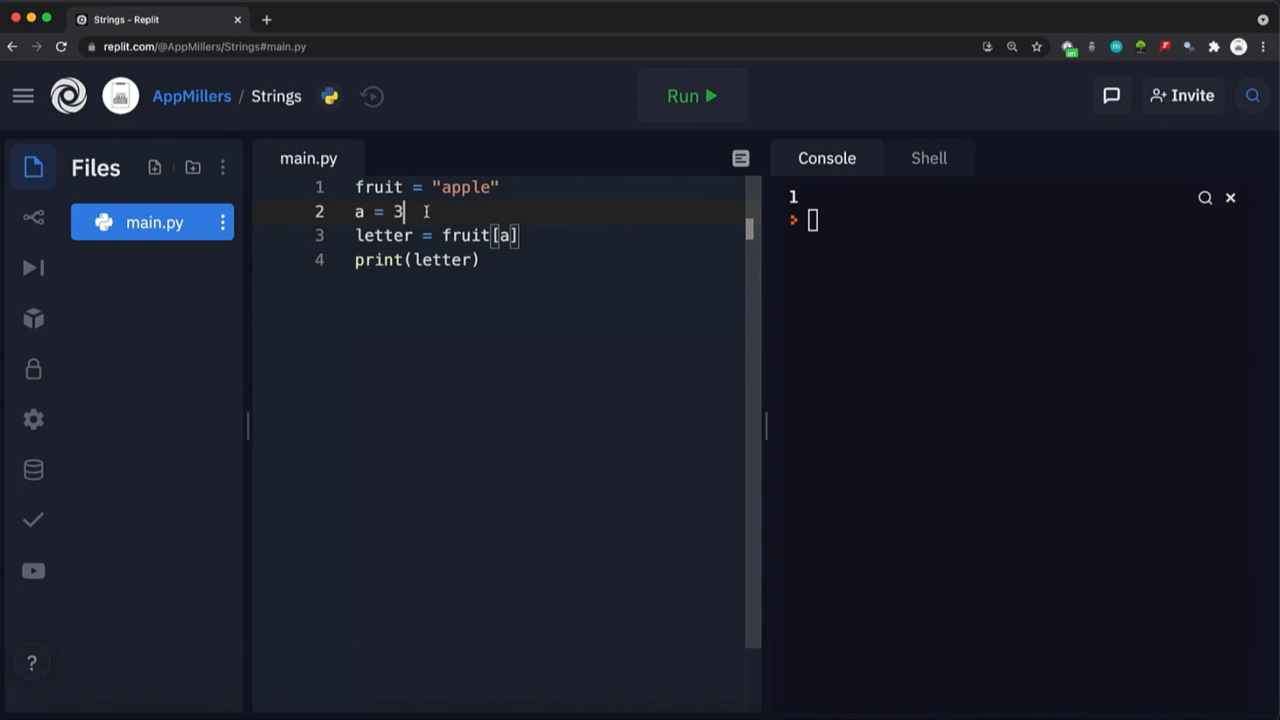 Strings - Replit
replit.com/@AppMillers/Strings#main.py
AppMillers / Strings
Run
Invite
Files
main.py
main.py
1 fruit = "apple"
2 a = 3
3 letter = fruit[a]
4 print(letter)
Console
Shell
l
?